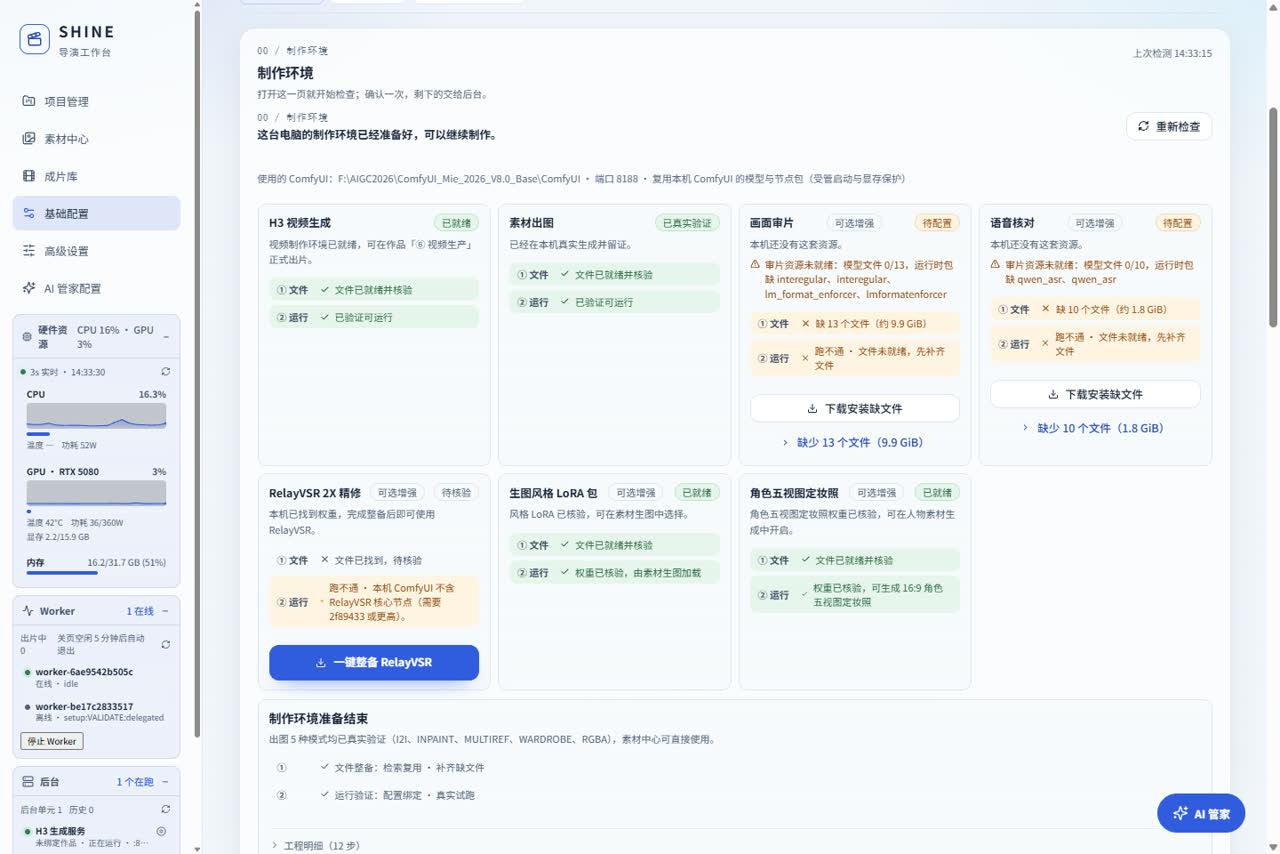 SHINE
导演工作台
项目管理
素材中心
成片库
基础配置
高级设置
AI 管家配置
硬件资源
CPU 16% · GPU 3%
3s 实时 · 14:33:30
CPU
16.3%
温度 — 功耗 52W
GPU · RTX 5080
3%
温度 42°C 功耗 36/360W
显存 2.2/15.9 GB
内存
16.2/31.7 GB (51%)
Worker
1 在线
出片中 0
关页空闲 5 分钟后自动退出
worker-6ae9542b505c
在线 · idle
worker-be17c2833517
离线 · setup:VALIDATE:delegated
停止 Worker
后台
1 个在跑
后台单元 1 历史 0
H3 生成服务
未绑定作品 · 正在运行 · :8···
00 / 制作环境
上次检测 14:33:15
制作环境
打开这一页就开始检查；确认一次，剩下的交给后台。
00 / 制作环境
这台电脑的制作环境已经准备好，可以继续制作。
重新检查
使用的 ComfyUI：F:\AIGC2026\ComfyUI_Mie_2026_V8.0_Base\ComfyUI · 端口 8188 · 复用本机 ComfyUI 的模型与节点包（受管启动与显存保护）
H3 视频生成
已就绪
视频制作环境已就绪，可在作品「⑥ 视频生产」
正式出片。
① 文件 文件已就绪并核验
② 运行 已验证可运行
素材出图
已真实验证
已经在本机真实生成并留证。
① 文件 文件已就绪并核验
② 运行 已验证可运行
画面审片
可选增强
待配置
本机还没有这套资源。
审片资源未就绪：模型文件 0/13，运行时包
缺 interegular、interegular、
lm_format_enforcer、lmformatenforcer
① 文件 缺 13 个文件（约 9.9 GiB）
② 运行 跑不通 · 文件未就绪，先补齐
文件
下载安装缺文件
缺少 13 个文件（9.9 GiB）
语音核对
可选增强
待配置
本机还没有这套资源。
审片资源未就绪：模型文件 0/10，运行时包
缺 qwen_asr、qwen_asr
① 文件 缺 10 个文件（约 1.8 GiB）
② 运行 跑不通 · 文件未就绪，先补齐
文件
下载安装缺文件
缺少 10 个文件（1.8 GiB）
RelayVSR 2X 精修
可选增强
待核验
本机已找到权重，完成整备后即可使用
RelayVSR。
① 文件 文件已找到，待核验
② 运行 跑不通 · 本机 ComfyUI 不含
RelayVSR 核心节点（需要
2f89433 或更高）。
一键整备 RelayVSR
生图风格 LoRA 包
可选增强
已就绪
风格 LoRA 已核验，可在素材生图中选择。
① 文件 文件已就绪并核验
② 运行 权重已核验，由素材生图加载
角色五视图定妆照
可选增强
已就绪
角色五视图定妆照权重已核验，可在人物素材生
成中开启。
① 文件 文件已就绪并核验
② 运行 权重已核验，可生成 16:9 角色
五视图定妆照
制作环境准备结束
出图 5 种模式均已真实验证（I2I、INPAINT、MULTIREF、WARDROBE、RGBA），素材中心可直接使用。
① 文件整备：检索复用 · 补齐缺文件
② 运行验证：配置绑定 · 真实试跑
工程明细（12 步）
AI 管家